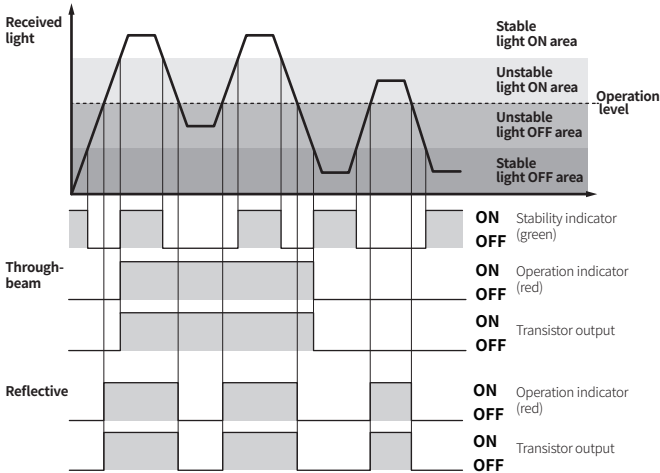 Received
light
Stable
light ON area
Unstable
light ON area
Operation
level
Unstable
light OFF area
Stable
light OFF area
ON
OFF
Stability indicator
(green)
Through-
beam
ON
OFF
Operation indicator
(red)
ON
OFF
Transistor output
Reflective
ON
OFF
Operation indicator
(red)
ON
OFF
Transistor output